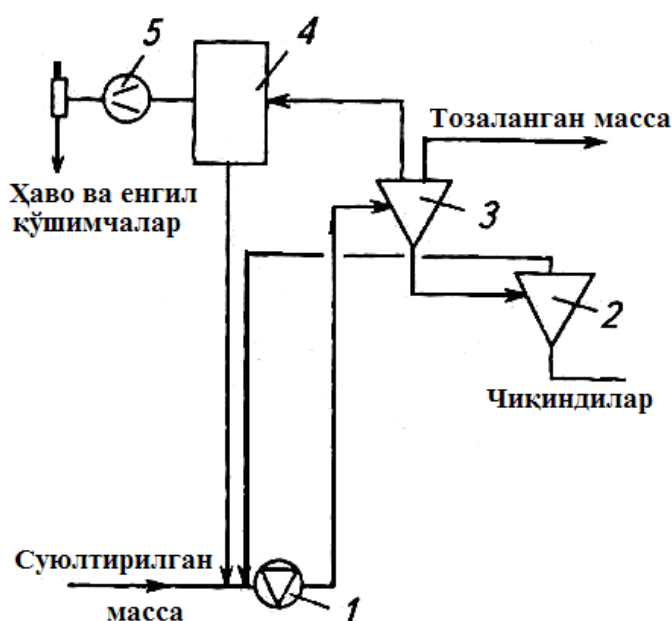 5
4
Тозаланган масса
Ҳаво ва енгил
қўшимчалар
3
2
Чиқиндилар
Суюлтирилган
масса
1